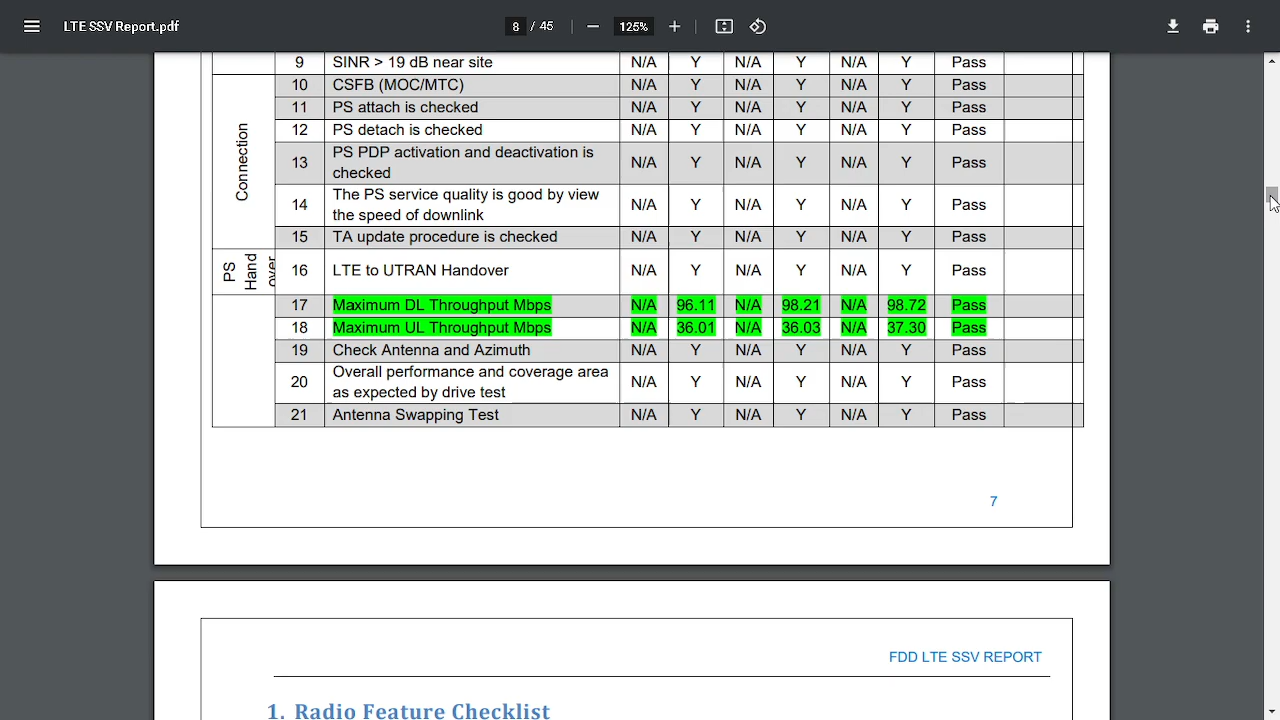 LTE SSV Report.pdf
8 / 45
125%
9 SINR > 19 dB near site N/A Y N/A Y N/A Y Pass
Connection
10 CSFB (MOC/MTC) N/A Y N/A Y N/A Y Pass
11 PS attach is checked N/A Y N/A Y N/A Y Pass
12 PS detach is checked N/A Y N/A Y N/A Y Pass
13 PS PDP activation and deactivation is
checked N/A Y N/A Y N/A Y Pass
14 The PS service quality is good by view
the speed of downlink N/A Y N/A Y N/A Y Pass
15 TA update procedure is checked N/A Y N/A Y N/A Y Pass
PS
Hand
over
16 LTE to UTRAN Handover N/A Y N/A Y N/A Y Pass
17 Maximum DL Throughput Mbps N/A 96.11 N/A 98.21 N/A 98.72 Pass
18 Maximum UL Throughput Mbps N/A 36.01 N/A 36.03 N/A 37.30 Pass
19 Check Antenna and Azimuth N/A Y N/A Y N/A Y Pass
20 Overall performance and coverage area
as expected by drive test N/A Y N/A Y N/A Y Pass
21 Antenna Swapping Test N/A Y N/A Y N/A Y Pass
7
FDD LTE SSV REPORT
1. Radio Feature Checklist